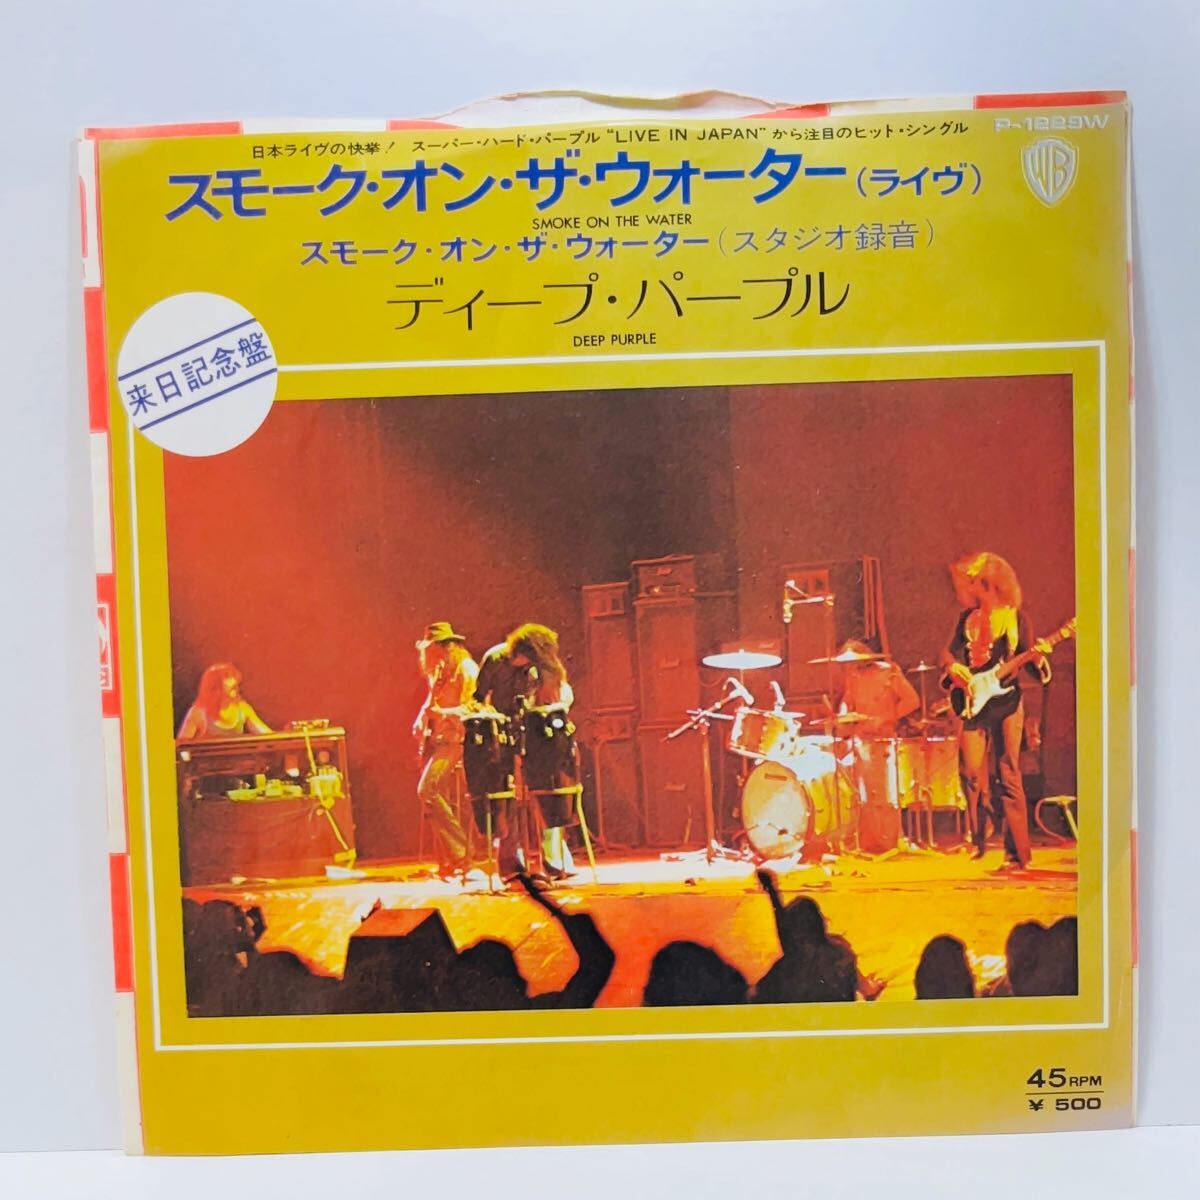 日本ライヴの快挙! スーパー・ハード・パープル "LIVE IN JAPAN" から注目のヒット・シングル
P-1229W
スモーク・オン・ザ・ウォーター(ライヴ)
SMOKE ON THE WATER
スモーク・オン・ザ・ウォーター(スタジオ録音)
ディープ・パープル
DEEP PURPLE
来日記念盤
45RPM
¥ 500